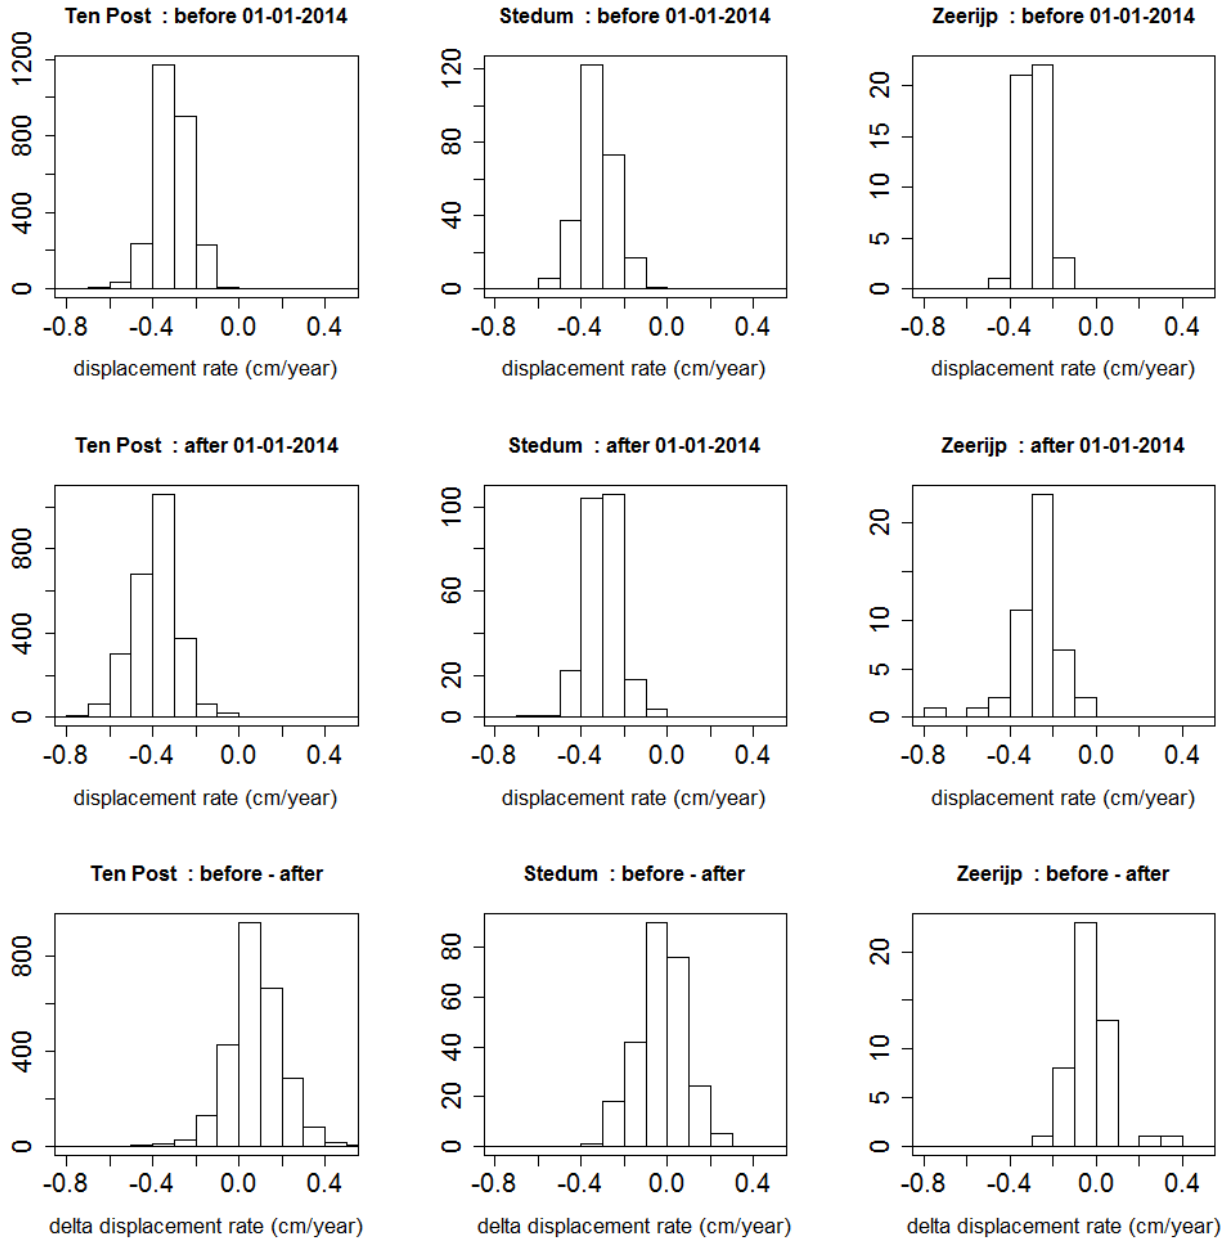 Ten Post : before 01-01-2014
Stedum : before 01-01-2014
Zeerijp : before 01-01-2014
1200
800
400
0
120
80
40
0
20
15
10
5
0
-0.8 -0.4 0.0 0.4
-0.8 -0.4 0.0 0.4
-0.8 -0.4 0.0 0.4
displacement rate (cm/year)
displacement rate (cm/year)
displacement rate (cm/year)
Ten Post : after 01-01-2014
Stedum : after 01-01-2014
Zeerijp : after 01-01-2014
800
400
0
100
60
20
0
20
10
5
0
-0.8 -0.4 0.0 0.4
-0.8 -0.4 0.0 0.4
-0.8 -0.4 0.0 0.4
displacement rate (cm/year)
displacement rate (cm/year)
displacement rate (cm/year)
Ten Post : before - after
Stedum : before - after
Zeerijp : before - after
800
400
0
80
60
40
20
0
20
10
5
0
-0.8 -0.4 0.0 0.4
-0.8 -0.4 0.0 0.4
-0.8 -0.4 0.0 0.4
delta displacement rate (cm/year)
delta displacement rate (cm/year)
delta displacement rate (cm/year)